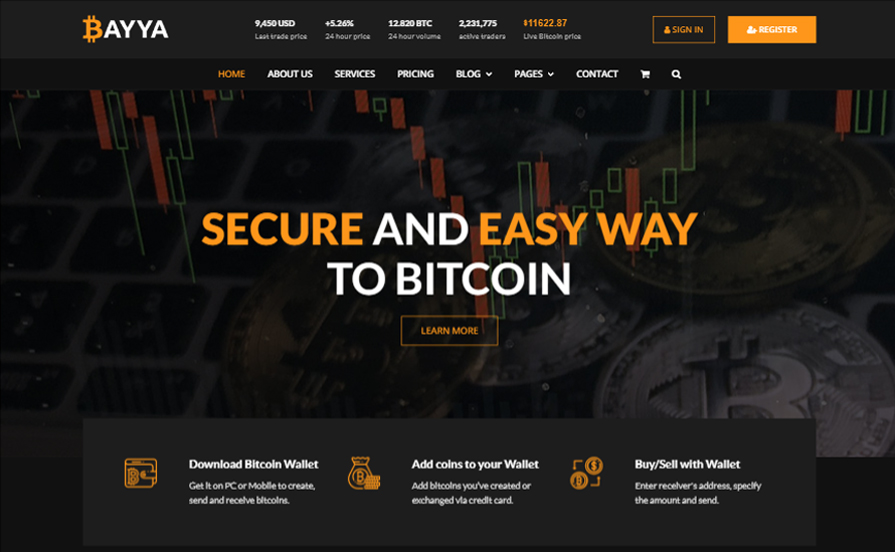 BAYYA
9,450 USD
Last trade price
+5.26%
24 hour price
12.820 BTC
24 hour volume
2,231,775
active traders
$11622.87
Live Bitcoin price
SIGN IN
REGISTER
HOME ABOUT US SERVICES PRICING BLOG PAGES CONTACT
SECURE AND EASY WAY
TO BITCOIN
LEARN MORE
Download Bitcoin Wallet
Get it on PC or Mobile to create,
send and receive bitcoins.
Add coins to your Wallet
Add bitcoins you've created or
exchanged via credit card.
Buy/Sell with Wallet
Enter receiver's address, specify
the amount and send.